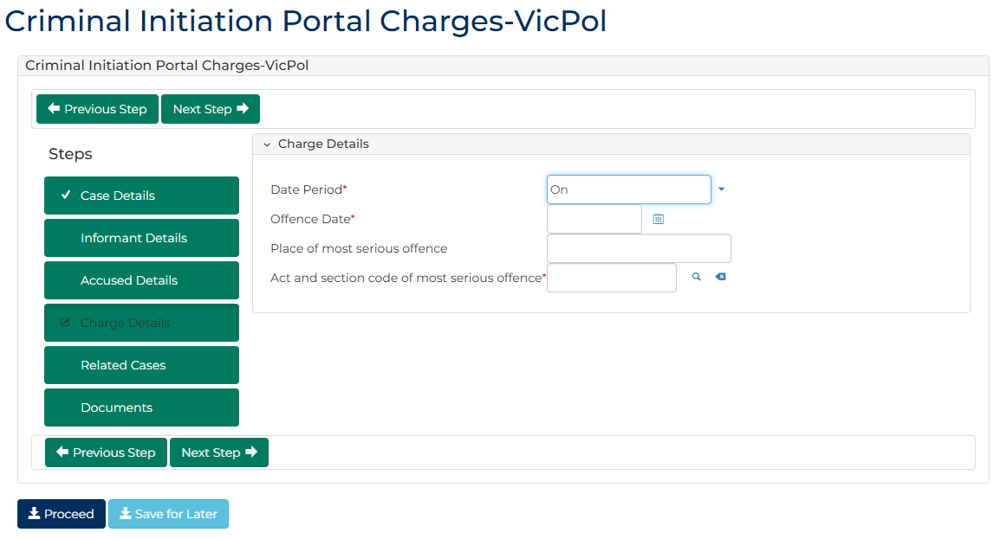 Criminal Initiation Portal Charges-VicPol
Criminal Initiation Portal Charges-VicPol
Previous Step Next Step
Steps
Case Details
Informant Details
Accused Details
Charge Details
Related Cases
Documents
Charge Details
Date Period* On
Offence Date*
Place of most serious offence
Act and section code of most serious offence*
Previous Step Next Step
Proceed Save for Later